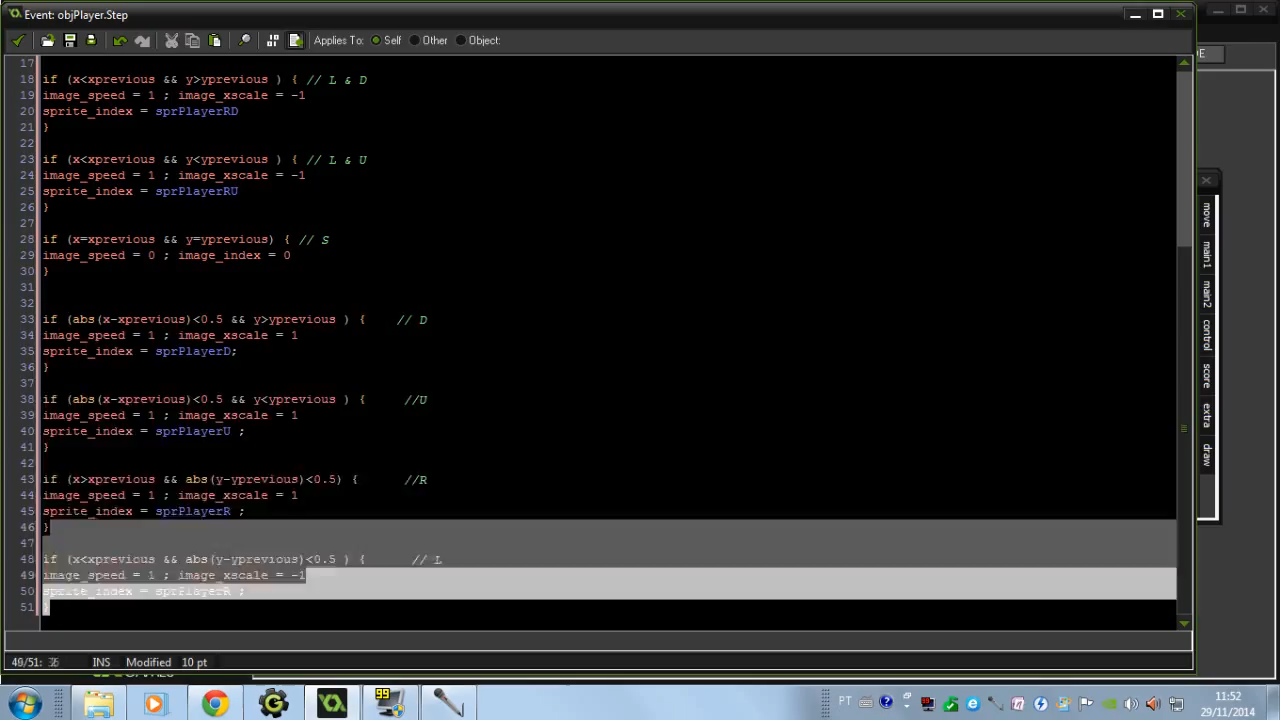 Event: objPlayer.Step
Applies To: Self Other Object:
17
18 if (x<xprevious && y>yprevious ) { // L & D
19 image_speed = 1 ; image_xscale = -1
20 sprite_index = sprPlayerRD
21 }
22
23 if (x<xprevious && y<yprevious ) { // L & U
24 image_speed = 1 ; image_xscale = -1
25 sprite_index = sprPlayerRU
26 }
27
28 if (x=xprevious && y=yprevious) { // S
29 image_speed = 0 ; image_index = 0
30 }
31
32
33 if (abs(x-xprevious)<0.5 && y>yprevious ) { // D
34 image_speed = 1 ; image_xscale = 1
35 sprite_index = sprPlayerD;
36 }
37
38 if (abs(x-xprevious)<0.5 && y<yprevious ) { //U
39 image_speed = 1 ; image_xscale = 1
40 sprite_index = sprPlayerU ;
41 }
42
43 if (x>xprevious && abs(y-yprevious)<0.5) { //R
44 image_speed = 1 ; image_xscale = 1
45 sprite_index = sprPlayerR ;
46 }
47
48 if (x<xprevious && abs(y-yprevious)<0.5 ) { // L
49 image_speed = 1 ; image_xscale = -1
50 sprite_index = sprPlayerR ;
51 }
INS Modified 10 pt
move
main1
main2
control
score
extra
draw
99
PT
11:52
29/11/2014